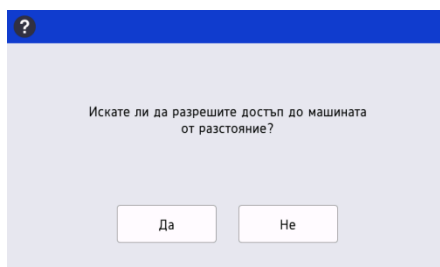 ?
Искате ли да разрешите достъп до машината
от разстояние?
Да
Не